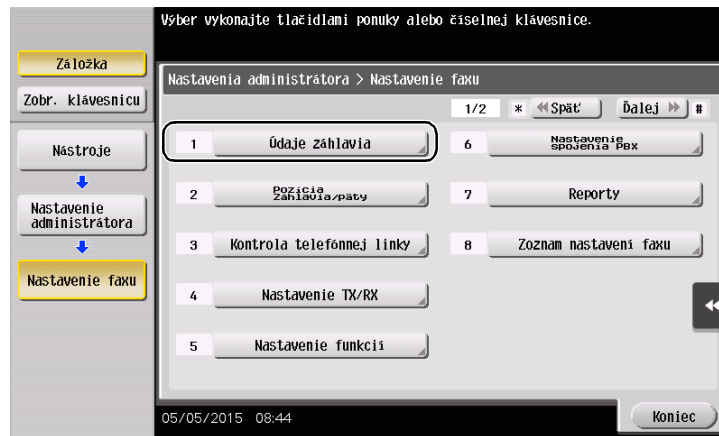 Výber vykonajte tlačidlami ponuky alebo číselnej klávesnice.
Záložka
Zobr. klávesnicu
Nástroje
Nastavenie
administrátora
Nastavenie faxu
Nastavenia administrátora > Nastavenie faxu
1/2 * Späť Ďalej #
1 Údaje záhlavia
2 Pozícia
záhlavia/päty
3 Kontrola telefónnej linky
4 Nastavenie TX/RX
5 Nastavenie funkcií
6 Nastavenie
spojenia PBX
7 Reporty
8 Zoznam nastavení faxu
05/05/2015 08:44
Koniec